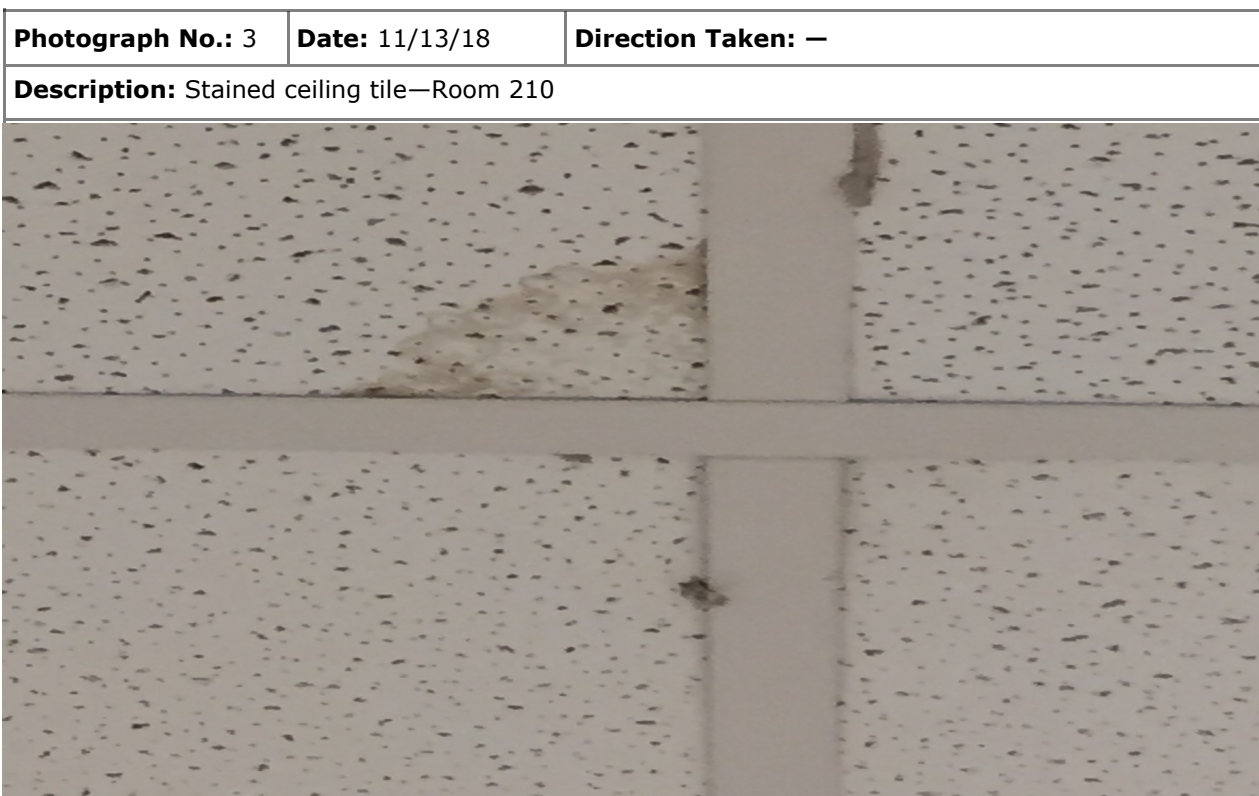 Photograph No.: 3 Date: 11/13/18 Direction Taken: —
Description: Stained ceiling tile—Room 210